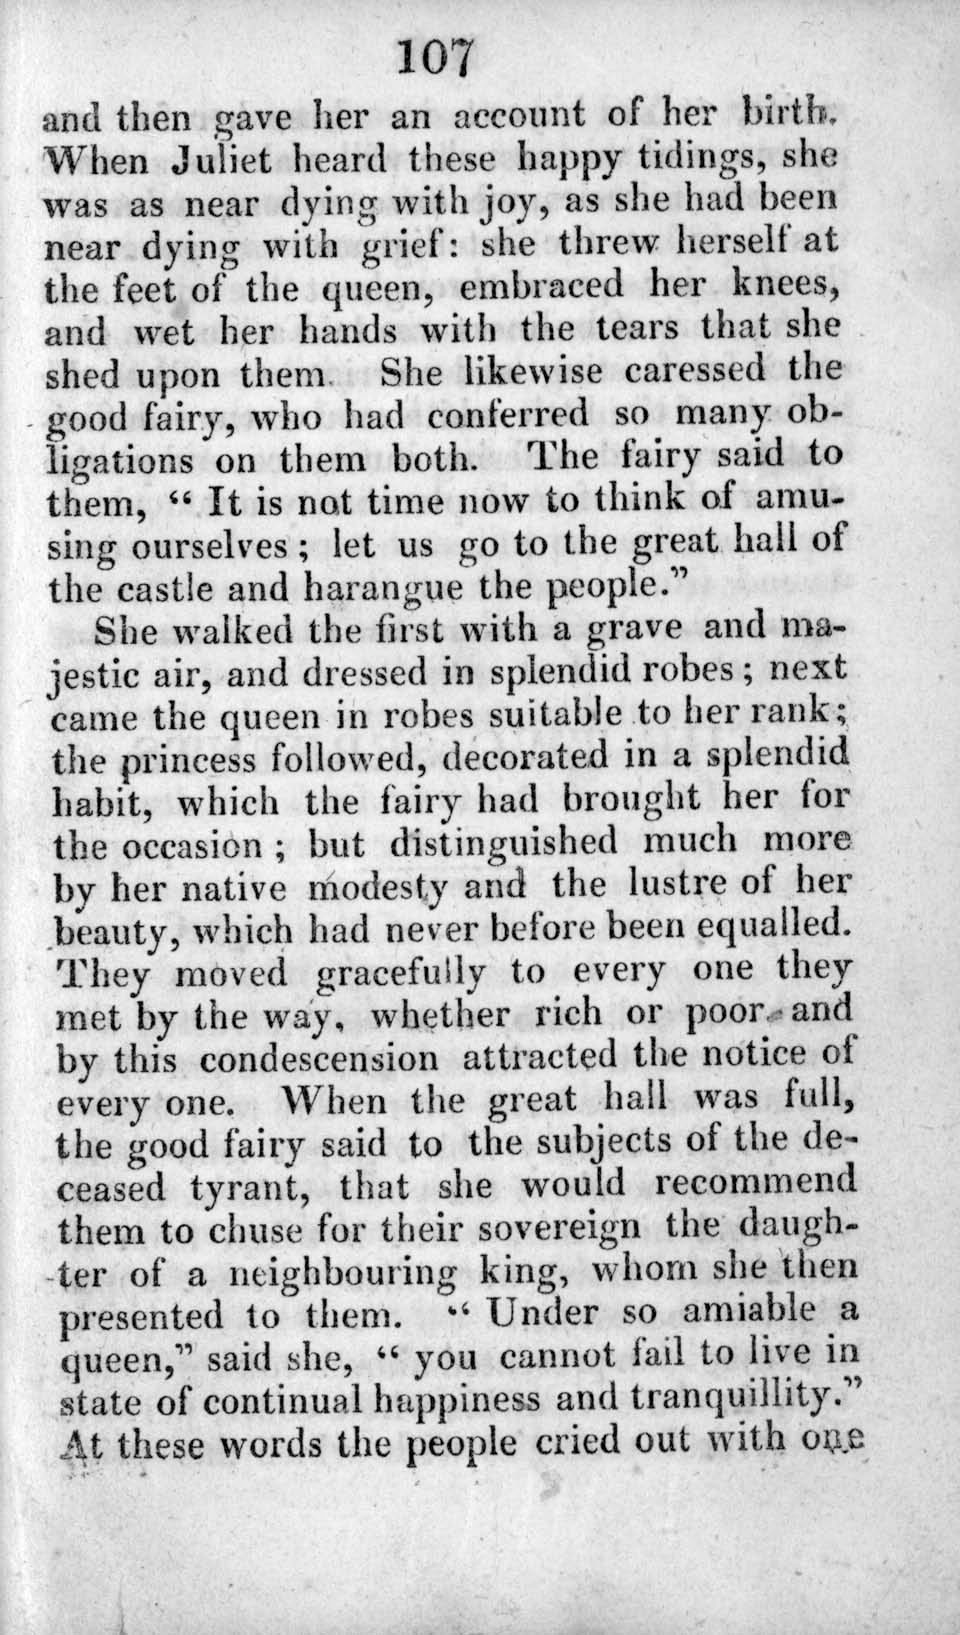 107
and then gave her an account of her birth.
When Juliet heard these happy tidings, she
was as near dying with joy, as she had been
near dying with grief: she threw herself at
the feet of the queen, embraced her knees,
and wet her hands with the tears that she
shed upon them. She likewise caressed the
good fairy, who had conferred so many ob-
ligations on them both. The fairy said to
them, “ It is not time now to think of amu-
sing ourselves ; let us go to the great hall of
the castle and harangue the people.”
She walked the first with a grave and ma-
jestic air, and dressed in splendid robes ; next
came the queen in robes suitable to her rank ;
the princess followed, decorated in a splendid
habit, which the fairy had brought her for
the occasion ; but distinguished much more
by her native modesty and the lustre of her
beauty, which had never before been equalled.
They moved gracefully to every one they
met by the way, whether rich or poor and
by this condescension attracted the notice of
every one. When the great hall was full,
the good fairy said to the subjects of the de-
ceased tyrant, that she would recommend
them to chuse for their sovereign the daugh-
ter of a neighbouring king, whom she then
presented to them. “ Under so amiable a
queen,” said she, “ you cannot fail to live in
state of continual happiness and tranquillity.”
At these words the people cried out with one